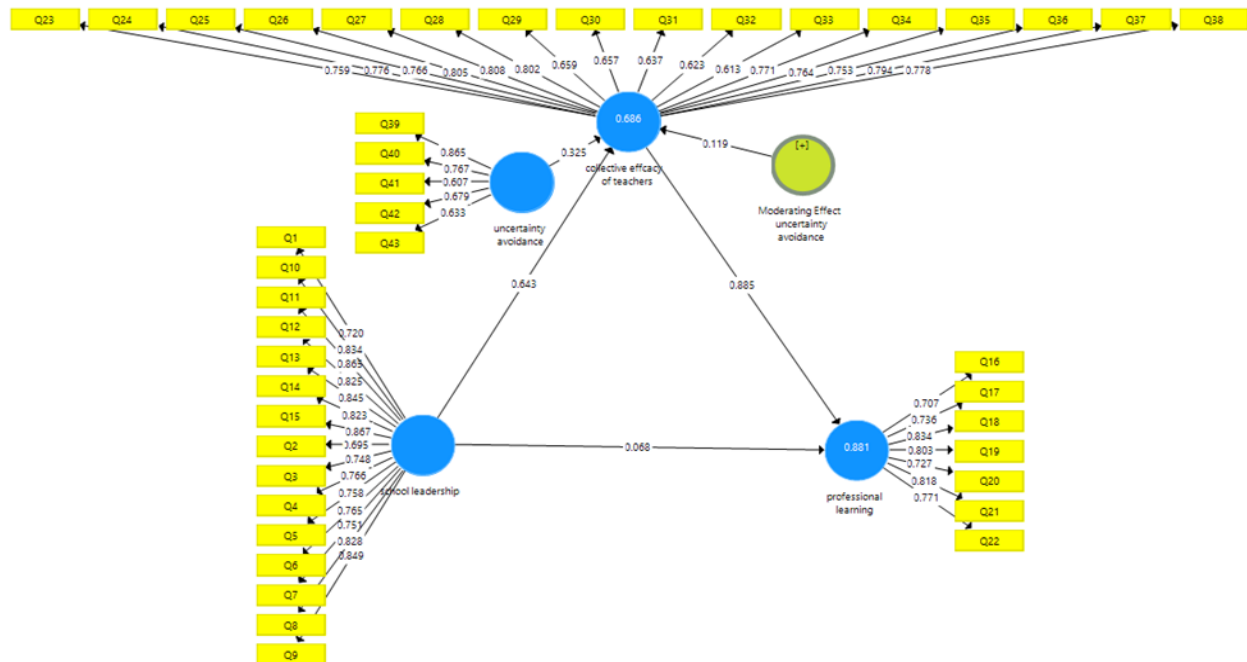 Q23 Q24 Q25 Q26 Q27 Q28 Q29 Q30 Q31 Q32 Q33 Q34 Q35 Q36 Q37 Q38
0.759 0.776 0.766 0.805 0.808 0.802 0.659 0.657 0.637 0.623 0.613 0.771 0.764 0.753 0.794 0.778
0.686
collective effcacy
of teachers
Q39
Q40
Q41
Q42
Q43
0.865
0.767
0.607
0.679
0.633
0.325
uncertainty
avoidance
0.119
[+]
Moderating Effect
uncertainty
avoidance
Q1
Q10
Q11
Q12
Q13
Q14
Q15
Q2
Q3
Q4
Q5
Q6
Q7
Q8
Q9
0.720
0.834
0.865
0.825
0.845
0.823
0.867
0.695
0.748
0.766
0.758
0.765
0.751
0.828
0.849
school leadership
0.643
0.885
0.068
0.881
professional
learning
0.707
0.736
0.834
0.803
0.727
0.818
0.771
Q16
Q17
Q18
Q19
Q20
Q21
Q22